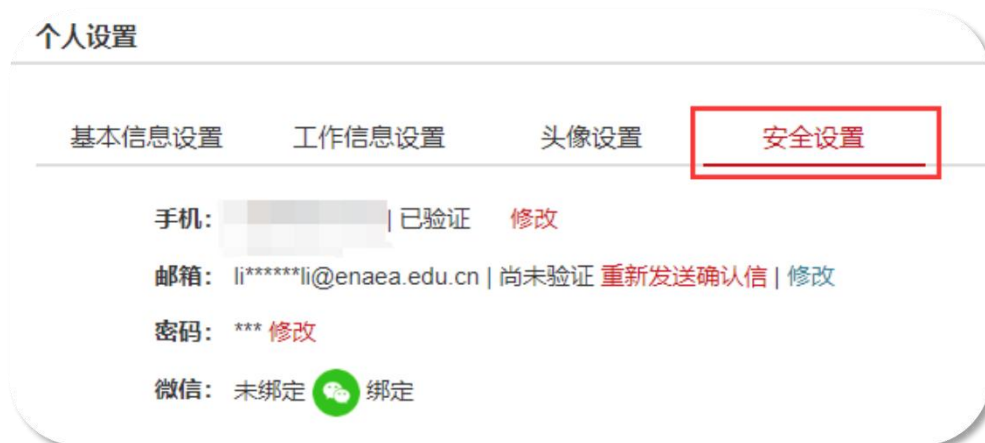 个人设置
基本信息设置 工作信息设置 头像设置 安全设置
手机： | 已验证 修改
邮箱： li******li@enaea.edu.cn | 尚未验证 重新发送确认信 | 修改
密码： *** 修改
微信： 未绑定 绑定